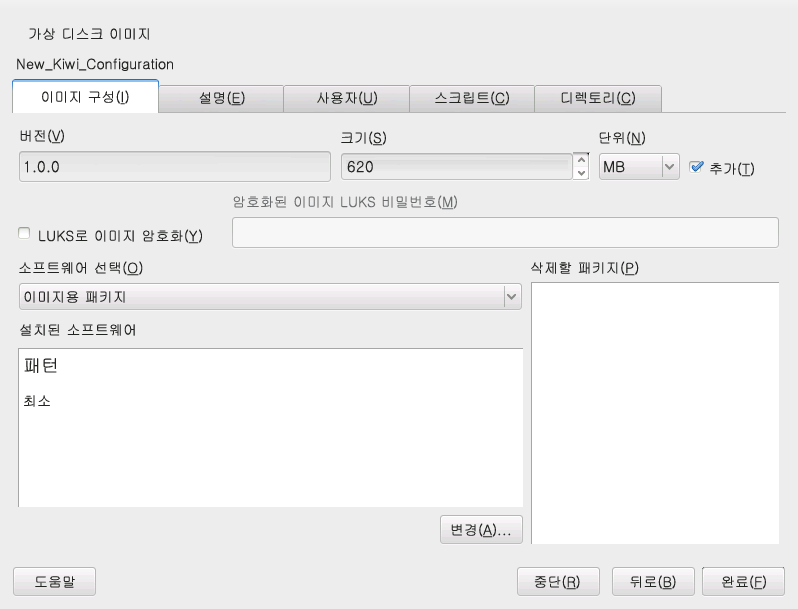 가상 디스크 이미지
New_Kiwi_Configuration
이미지 구성(I) 설명(E) 사용자(U) 스크립트(C) 디렉토리(C)
버전(V) 크기(S) 단위(N)
1.0.0 620 MB 추가(T)
암호화된 이미지 LUKS 비밀번호(M)
LUKS로 이미지 암호화(Y)
소프트웨어 선택(O) 삭제할 패키지(P)
이미지용 패키지
설치된 소프트웨어
패턴
최소
변경(A)...
도움말 중단(R) 뒤로(B) 완료(F)